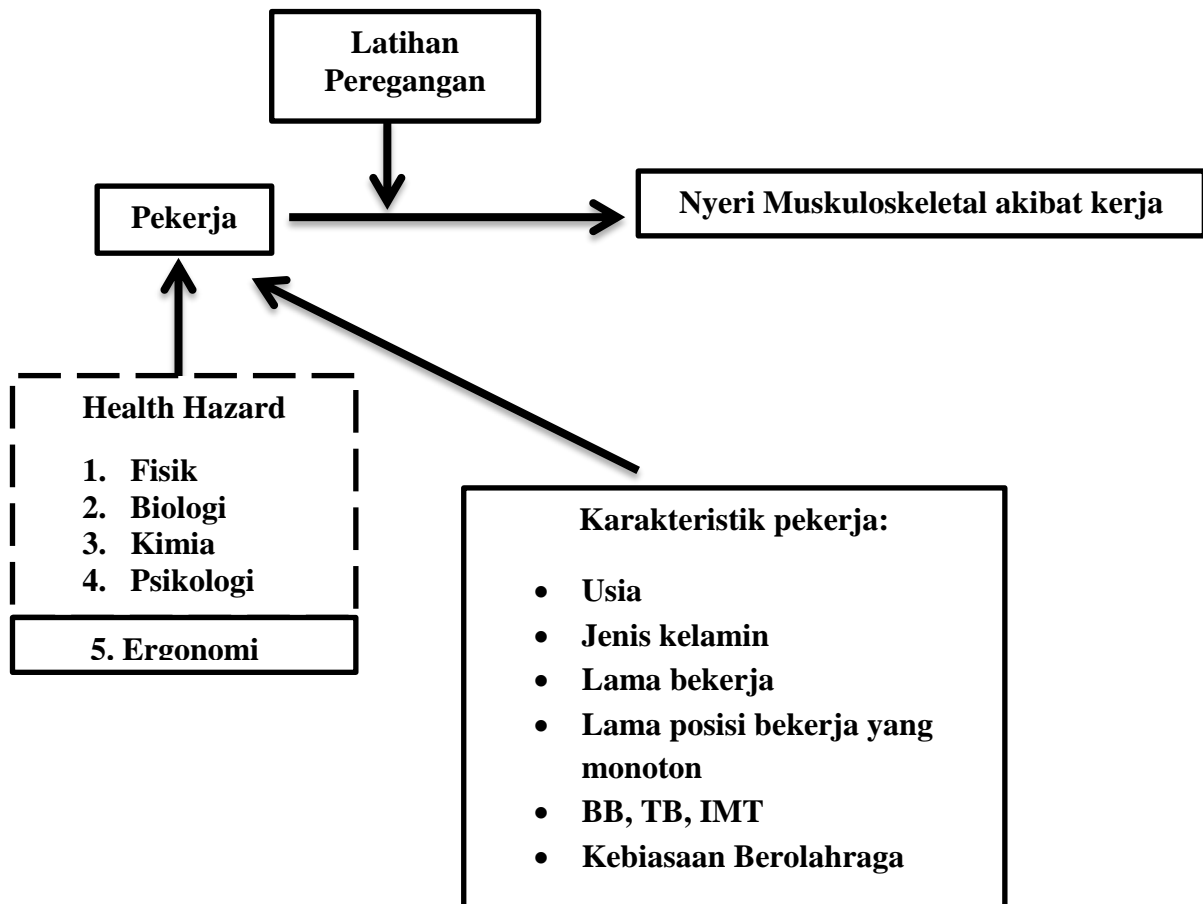 Latihan
Peregangan
Pekerja
Nyeri Muskuloskeletal akibat kerja
Health Hazard
1. Fisik
2. Biologi
3. Kimia
4. Psikologi
5. Ergonomi
Karakteristik pekerja:
• Usia
• Jenis kelamin
• Lama bekerja
• Lama posisi bekerja yang
monoton
• BB, TB, IMT
• Kebiasaan Berolahraga